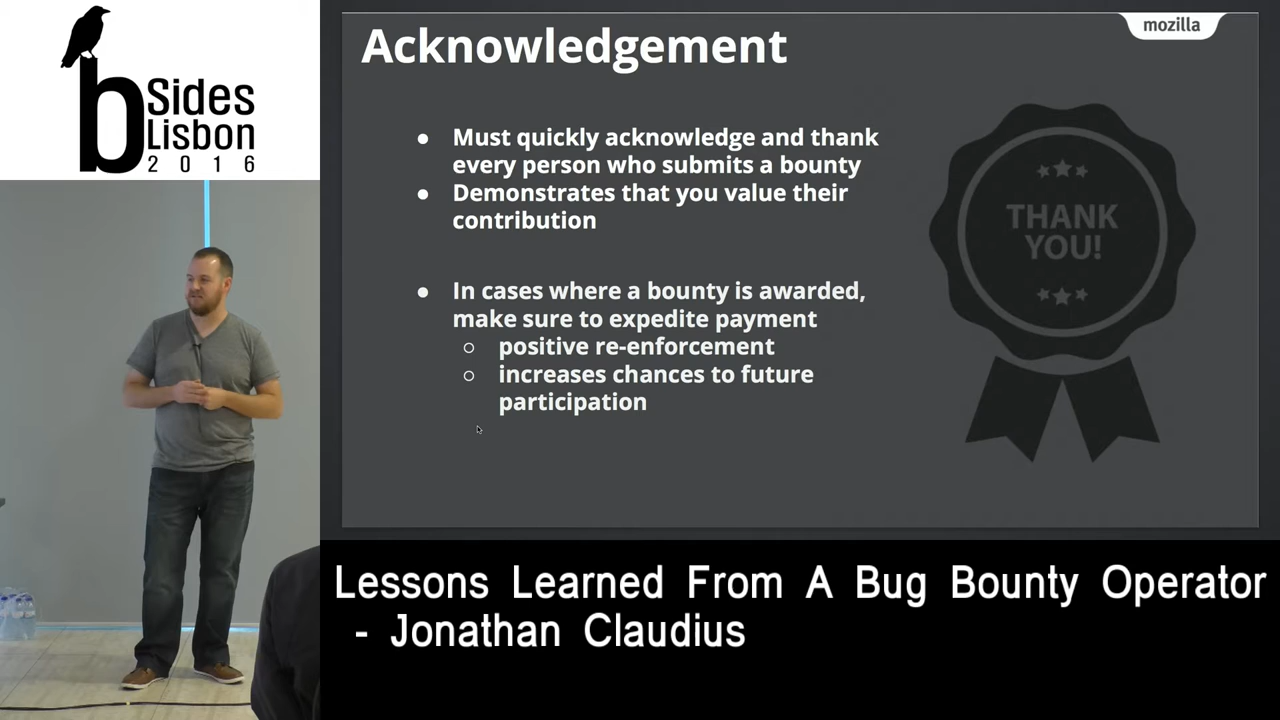 b
Sides
Lisbon
2016
mozilla
Acknowledgement
● Must quickly acknowledge and thank
every person who submits a bounty
● Demonstrates that you value their
contribution
● In cases where a bounty is awarded,
make sure to expedite payment
○ positive re-enforcement
○ increases chances to future
participation
THANK
YOU!
Lessons Learned From A Bug Bounty Operator
- Jonathan Claudius